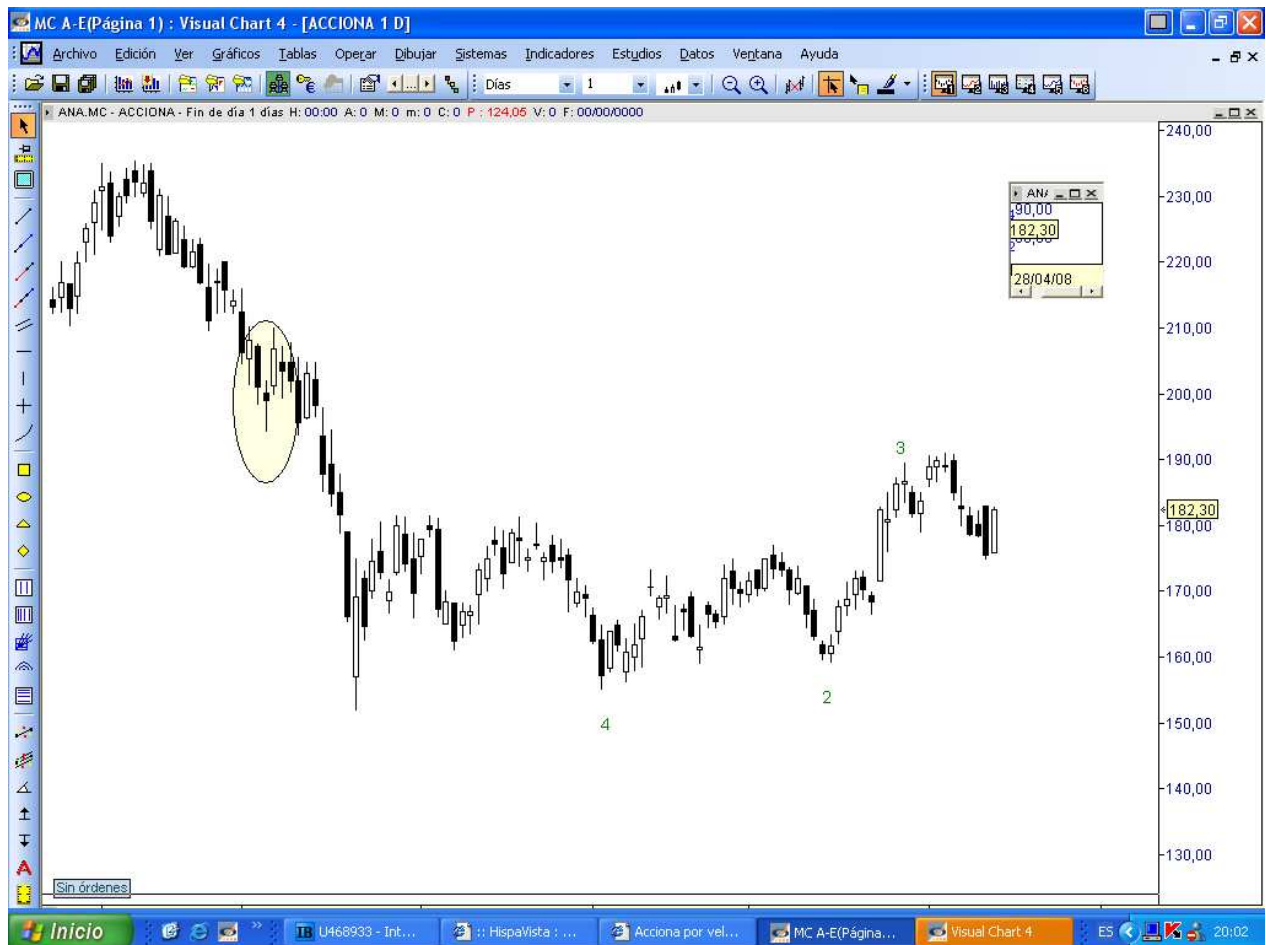 MC A-E(Página 1) : Visual Chart 4 - [ACCIONA 1 D]
Archivo Edición Ver Gráficos Tablas Operar Dibujar Sistemas Indicadores Estudios Datos Ventana Ayuda
Días 1
ANA.MC - ACCIONA - Fin de día 1 días H: 00:00 A: 0 M: 0 m: 0 C: 0 P : 124,05 V: 0 F: 00/00/0000
240,00
230,00
220,00
210,00
200,00
190,00
182,30
180,00
170,00
160,00
150,00
140,00
130,00
90,00
182,30
28/04/08
3
2
4
A
Sin órdenes
Inicio
IB U468933 - Int...
:: HispaVista : ...
Acciona por vel...
MC A-E(Página...
Visual Chart 4
ES
20:02